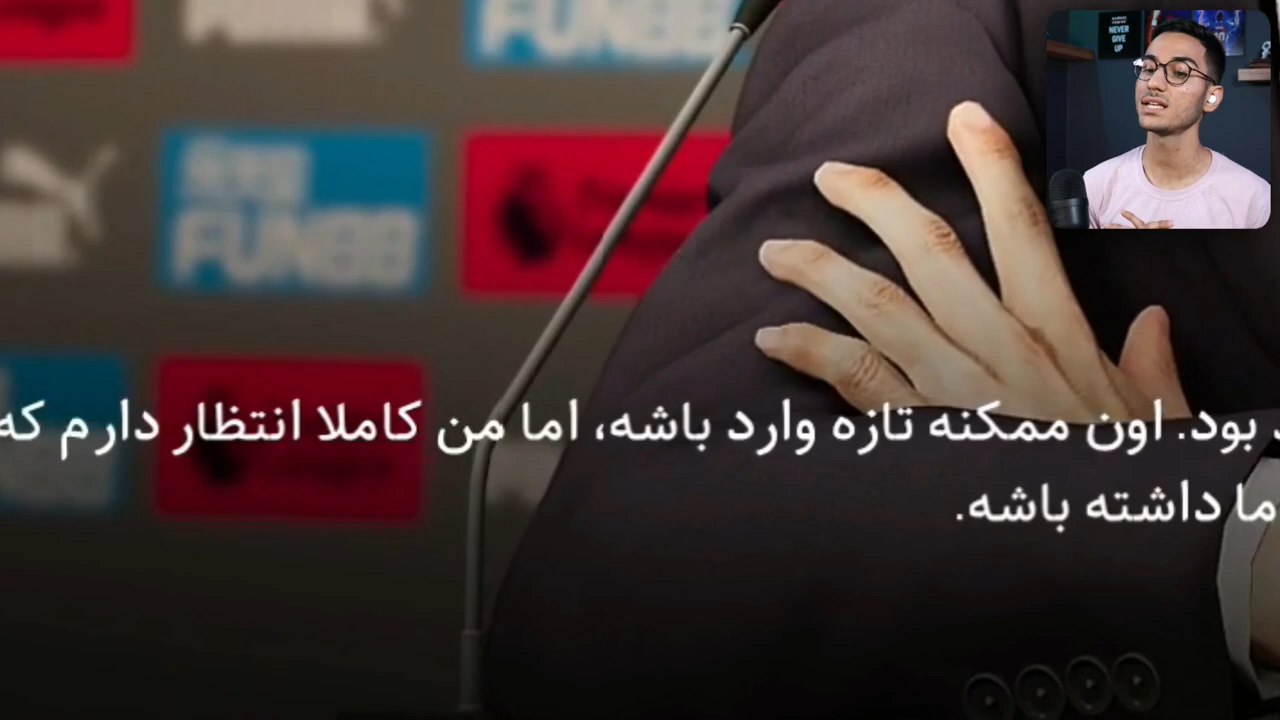 NEVER
GIVE
UP
FUN88
بود. اون ممکنه تازه وارد باشه، اما من کاملا انتظار دارم که
ما داشته باشه.